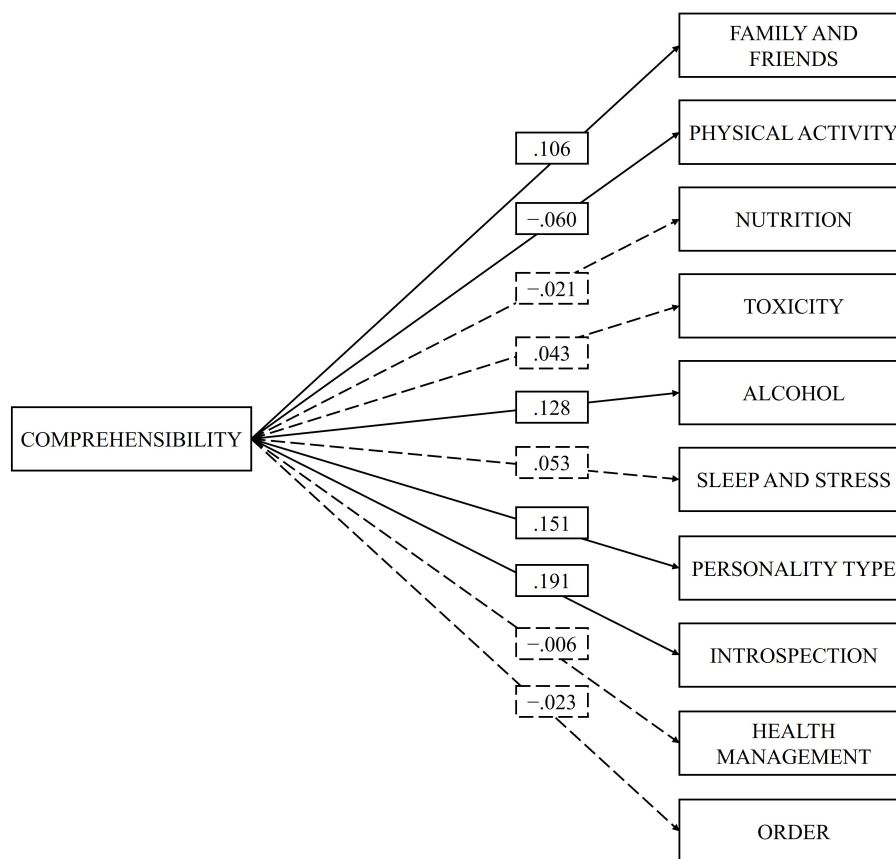 FAMILY AND
FRIENDS
.106
PHYSICAL ACTIVITY
−.060
NUTRITION
−.021
TOXICITY
.043
ALCOHOL
.128
COMPREHENSIBILITY
.053
SLEEP AND STRESS
.151
PERSONALITY TYPE
.191
INTROSPECTION
−.006
HEALTH
MANAGEMENT
−.023
ORDER